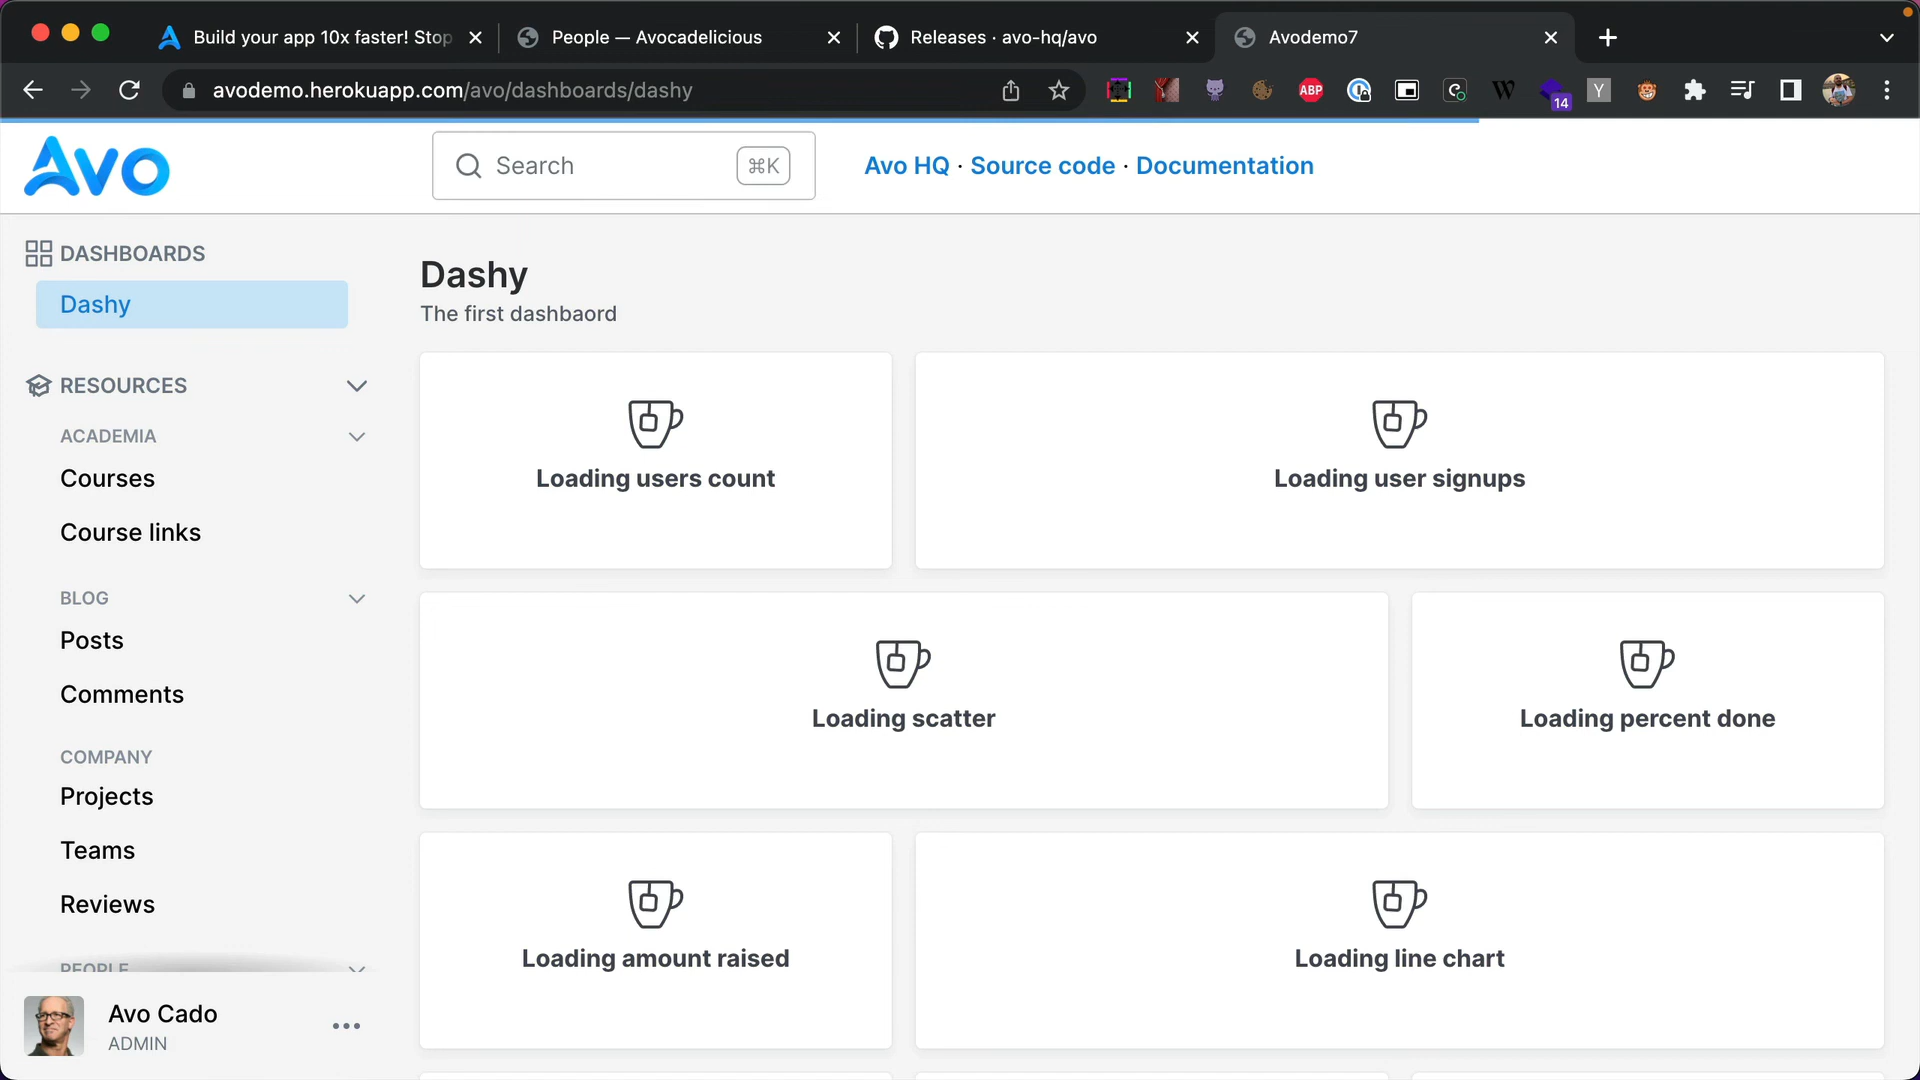 Build your app 10x faster! Stop
People — Avocadelicious
Releases · avo-hq/avo
Avodemo7
avodemo.herokuapp.com/avo/dashboards/dashy
ABP
W
14
Y
Avo
Search
⌘K
Avo HQ · Source code · Documentation
DASHBOARDS
Dashy
RESOURCES
ACADEMIA
Courses
Course links
BLOG
Posts
Comments
COMPANY
Projects
Teams
Reviews
PEOPLE
Avo Cado
ADMIN
Dashy
The first dashbaord
Loading users count
Loading user signups
Loading scatter
Loading percent done
Loading amount raised
Loading line chart